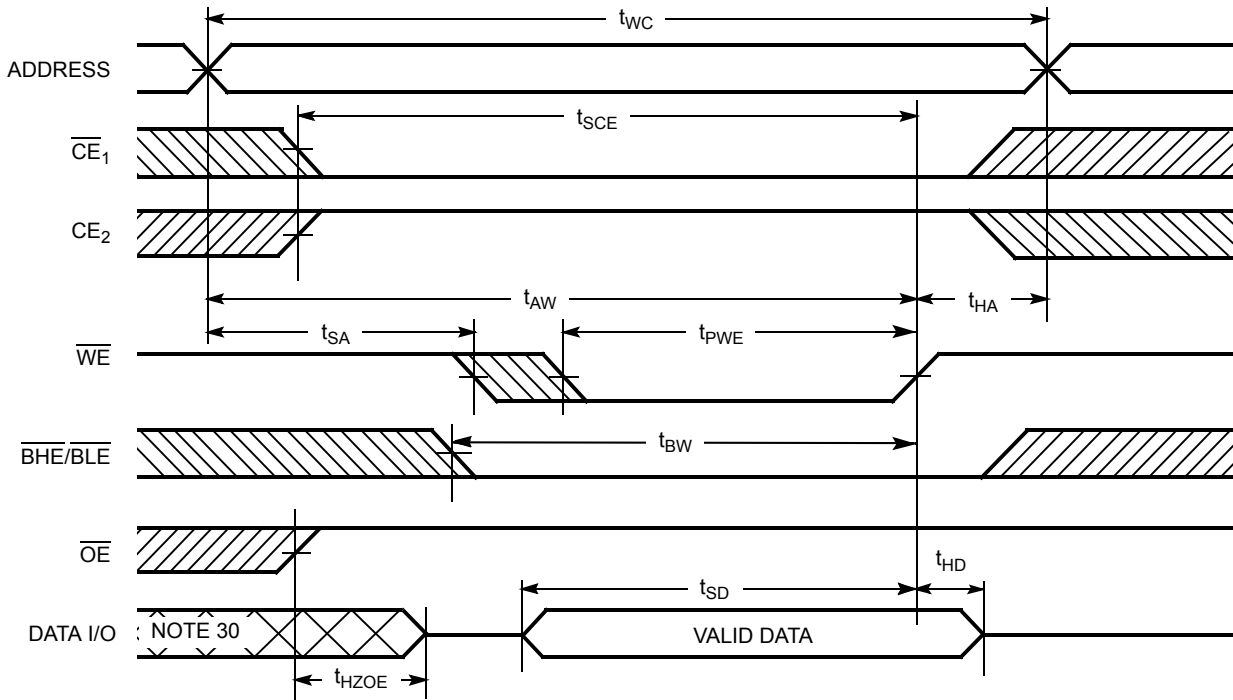 tWC
ADDRESS
tSCE
CE1
CE2
tAW
tHA
tSA
tPWE
WE
tBW
BHE/BLE
OE
tHD
tSD
DATA I/O
NOTE 30
VALID DATA
tHZOE